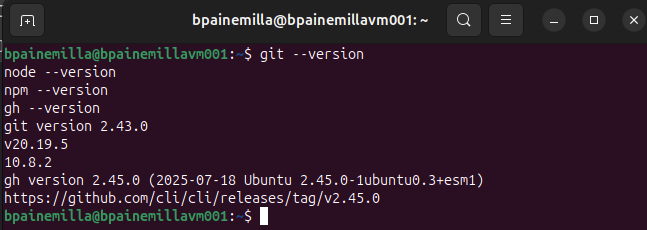 bpainemilla@bpainemillavm001: ~
bpainemilla@bpainemillavm001:~$ git --version
node --version
npm --version
gh --version
git version 2.43.0
v20.19.5
10.8.2
gh version 2.45.0 (2025-07-18 Ubuntu 2.45.0-1ubuntu0.3+esm1)
https://github.com/cli/cli/releases/tag/v2.45.0
bpainemilla@bpainemillavm001:~$